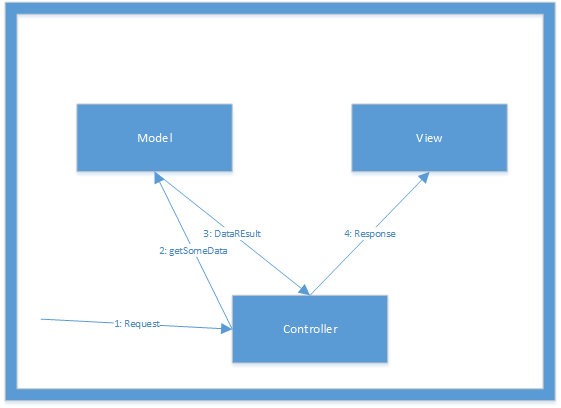 Model
View
3: DataREsult
4: Response
2: getSomeData
1: Request
Controller